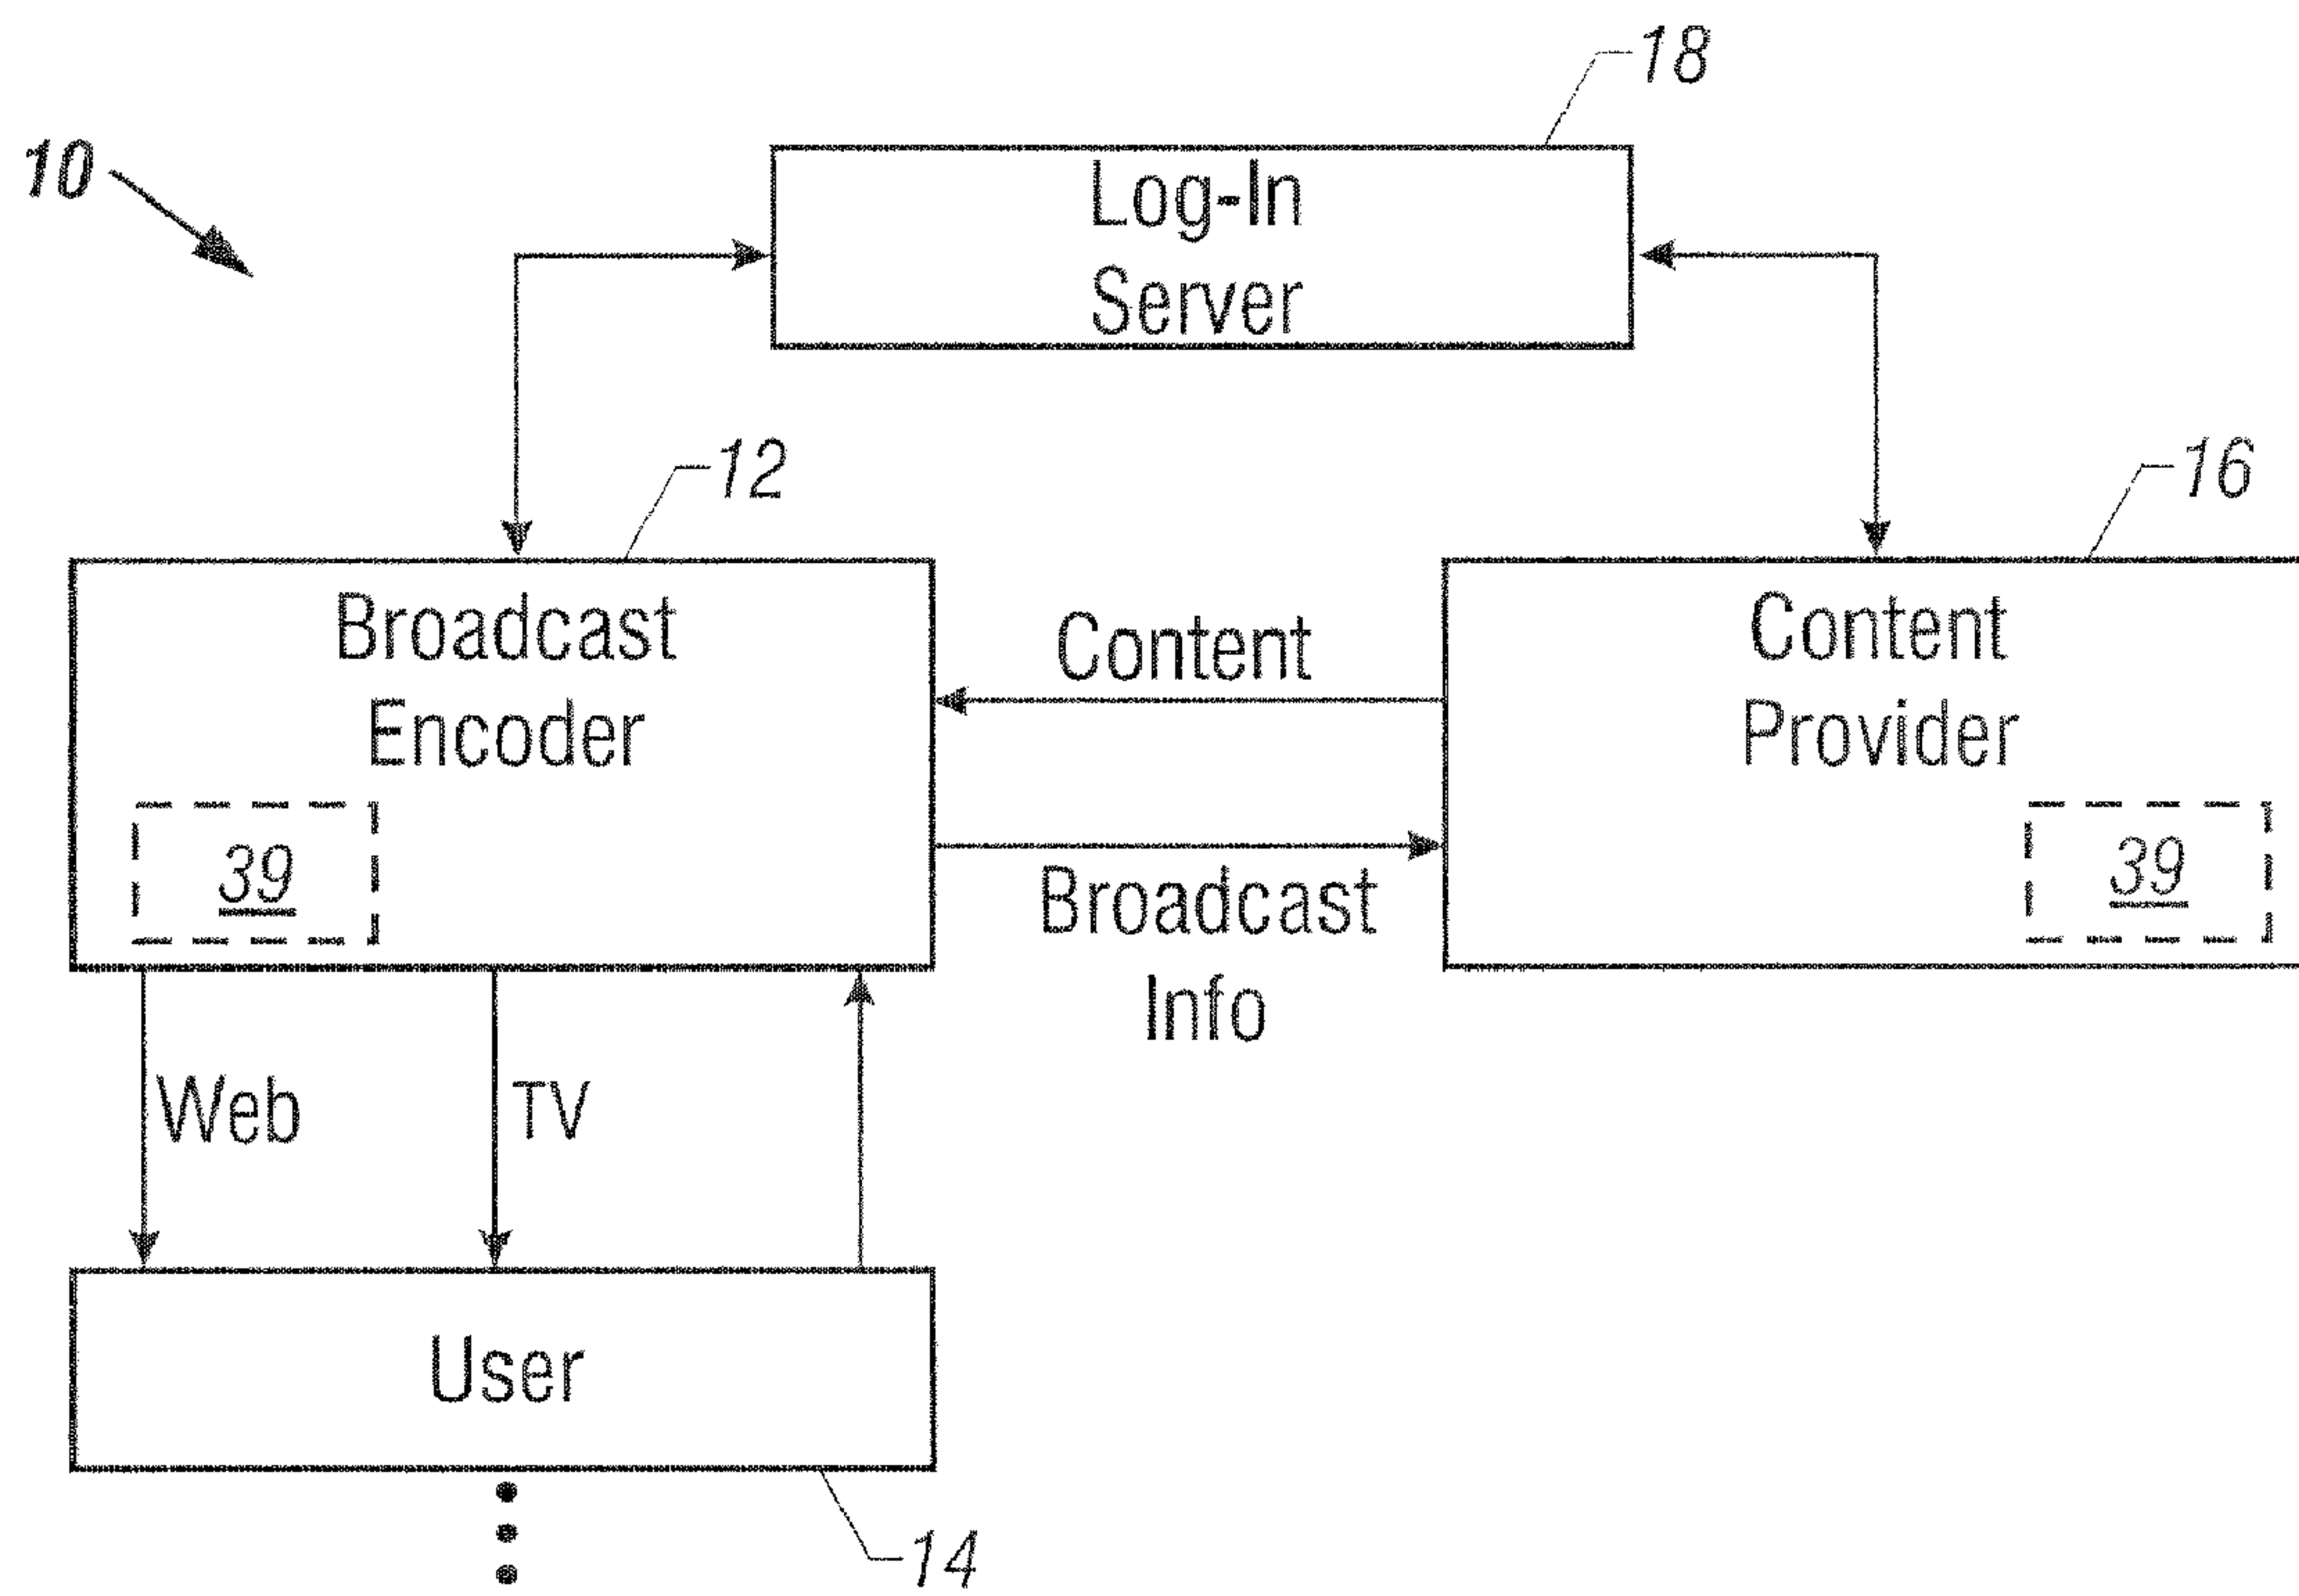 18
10
Log-In
Server
12
16
Broadcast
Encoder
Content
Content
Provider
39
39
Broadcast
Info
Web
TV
User
14